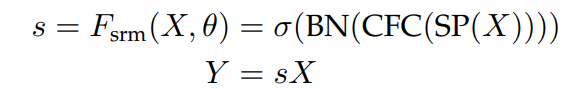 s = F_srm(X, θ) = σ(BN(CFC(SP(X))))
Y = sX